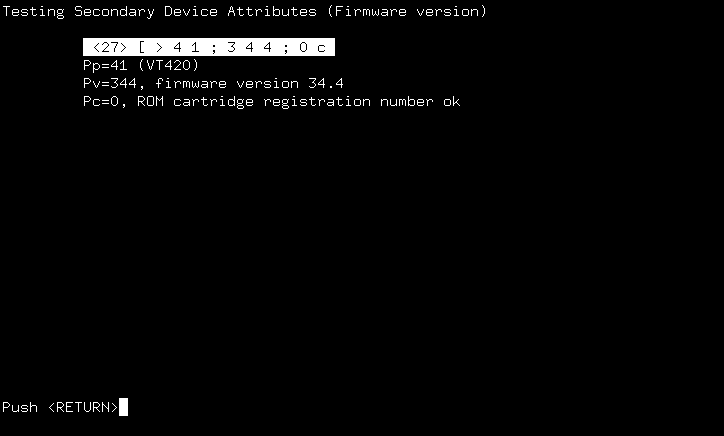 Testing Secondary Device Attributes (Firmware version)
<27> [ > 4 1 ; 3 4 4 ; 0 c
Pp=41 (VT420)
Pv=344, firmware version 34.4
Pc=0, ROM cartridge registration number ok
Push <RETURN>